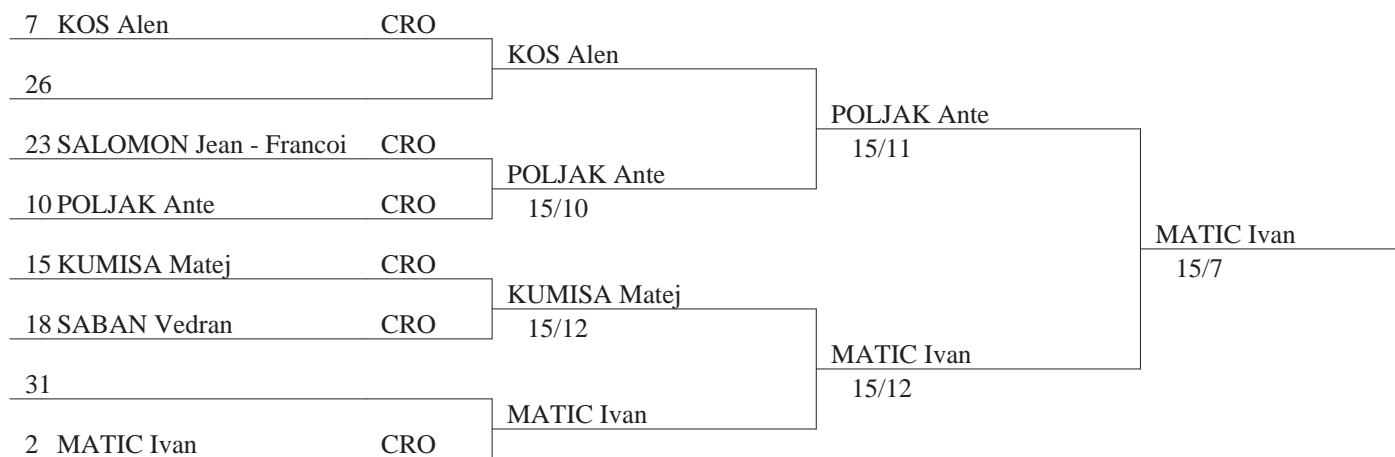 7 KOS Alen CRO
KOS Alen
26
POLJAK Ante
15/11
23 SALOMON Jean - Francoi CRO
POLJAK Ante
15/10
10 POLJAK Ante CRO
MATIC Ivan
15/7
15 KUMISA Matej CRO
KUMISA Matej
15/12
18 SABAN Vedran CRO
MATIC Ivan
15/12
31
MATIC Ivan
2 MATIC Ivan CRO